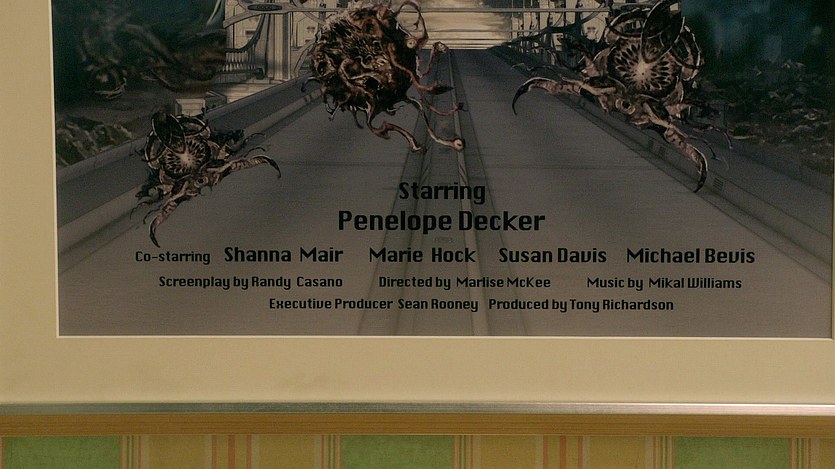 Starring
Penelope Decker
Co-starring Shanna Mair Marie Hock Susan Davis Michael Bevis
Screenplay by Randy Casano Directed by Marlise McKee Music by Mikal Williams
Executive Producer Sean Rooney Produced by Tony Richardson